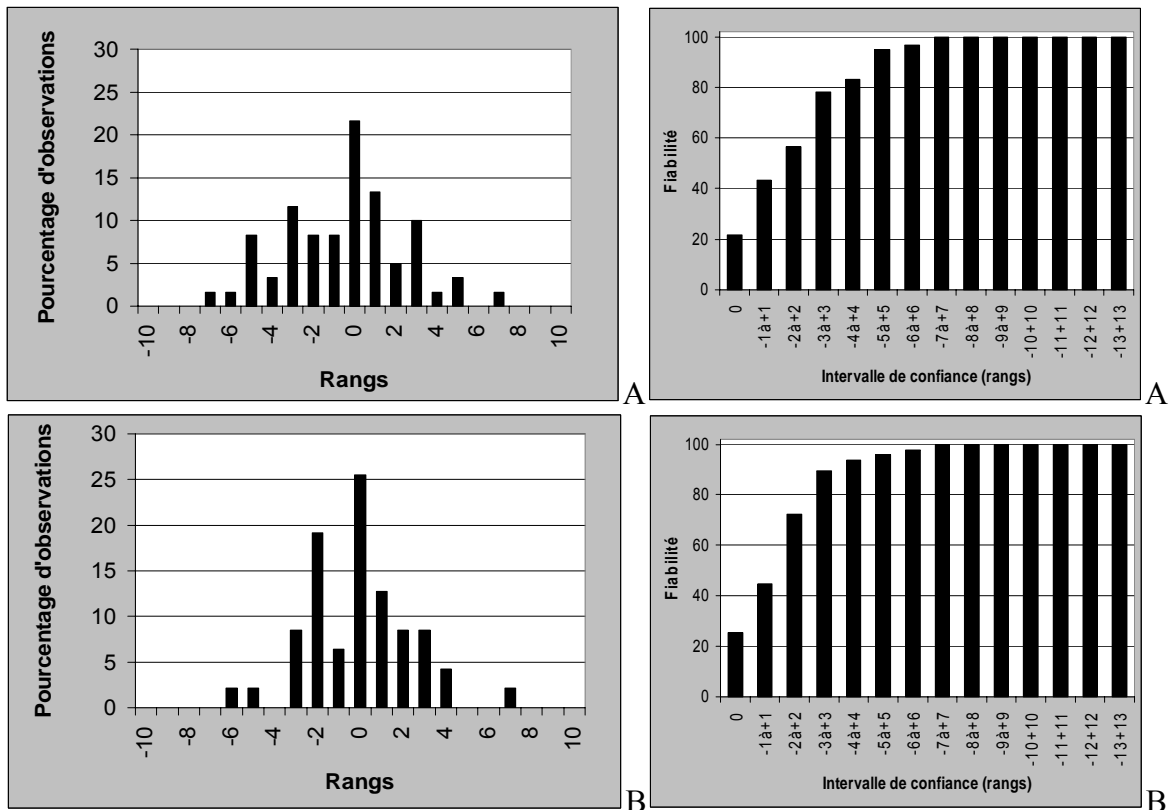 Pourcentage d'observations
30
25
20
15
10
5
0
-10 -8 -6 -4 -2 0 2 4 6 8 10
Rangs
A
Fiabilité
100
80
60
40
20
0
0 -1à+1 -2à+2 -3à+3 -4à+4 -5à+5 -6à+6 -7à+7 -8à+8 -9à+9 -10+10 -11+11 -12+12 -13+13
Intervalle de confiance (rangs)
A
Pourcentage d'observations
30
25
20
15
10
5
0
-10 -8 -6 -4 -2 0 2 4 6 8 10
Rangs
B
Fiabilité
100
80
60
40
20
0
0 -1à+1 -2à+2 -3à+3 -4à+4 -5à+5 -6à+6 -7à+7 -8à+8 -9à+9 -10+10 -11+11 -12+12 -13+13
Intervalle de confiance (rangs)
B